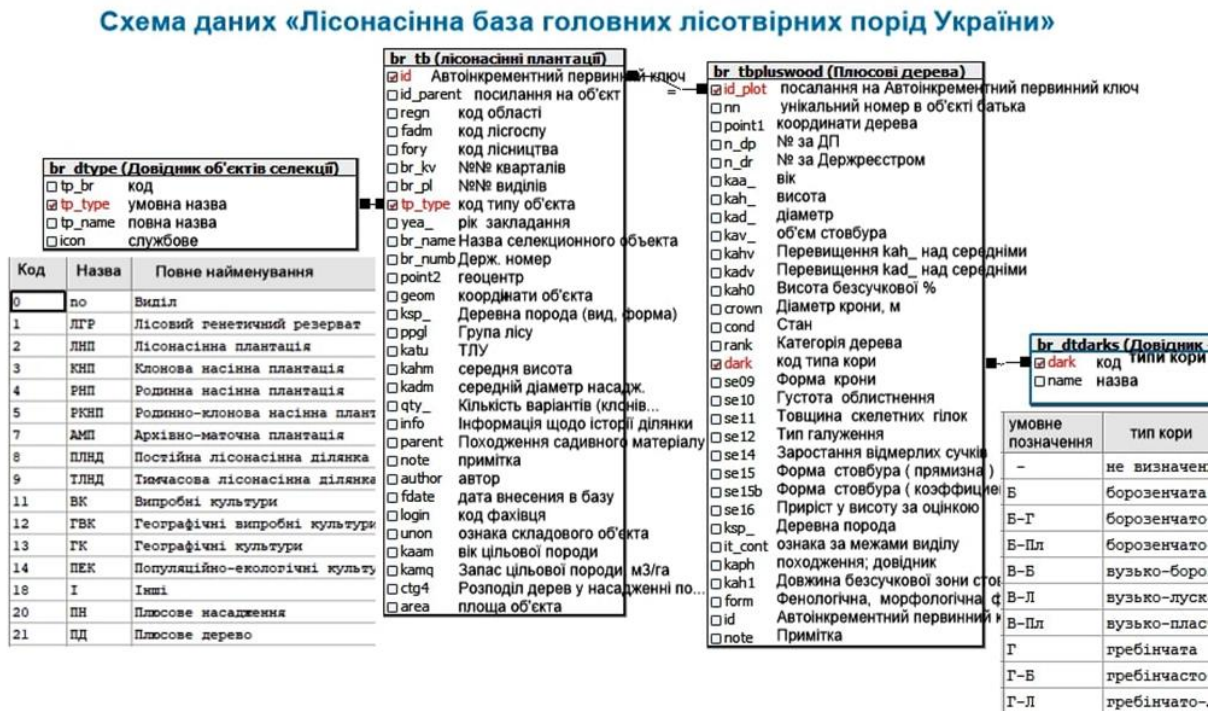 Схема даних «Лісонасінна база головних лісотвірних порід України»
br_dtype (Довідник об'єктів селекції)
tp_br код
tp_type умовна назва
tp_name повна назва
icon службове
Код Назва Повне найменування
0 no Виділ
1 ЛГР Лісовий генетичний резерват
2 ЛНП Лісонасінна плантація
3 КНП Клонова насінна плантація
4 РНП Родинна насінна плантація
5 РКНП Родинно-клонова насінна плант
7 АМП Архівно-маточна плантація
8 ПЛНД Постійна лісонасінна ділянка
9 ТЛНД Тимчасова лісонасінна ділянка
11 ВК Випробні культури
12 ГВК Географічні випробні культури
13 ГК Географічні культури
14 ПЕК Популяційно-екологічні культу
18 І Інші
20 ПН Плюсове насадження
21 ПД Плюсове дерево
br_tb (лісонасінні плантації)
id Автоінкрементний первинний ключ
id_parent посилання на об'єкт
regn код області
fadm код лісгоспу
fory код лісництва
br_kv №№ кварталів
br_pl №№ виділів
tp_type код типу об'єкта
yea_ рік закладання
br_name Назва селекционного объекта
br_numb Держ. номер
point2 геоцентр
geom коордінати об'єкта
ksp_ Деревна порода (вид, форма)
ppgl Група лісу
katu ТЛУ
kahm середня висота
kadm середній діаметр насадж.
qty_ Кількість варіантів (клонів...
info Інформація щодо історії ділянки
parent Походження садивного матеріалу
note примітка
author автор
fdate дата внесения в базу
login код фахівця
unon ознака складового об'єкта
kaam вік цільової породи
kamq Запас цільової породи, м3/га
ctg4 Розподіл дерев у насадженні по...
area площа об'єкта
br_tbpluswood (Плюсові дерева)
id_plot посалання на Автоінкрементний первинний ключ
nn унікальний номер в об'єкті батька
point1 координати дерева
n_dp № за ДП
n_dr № за Держреєстром
kaa_ вік
kah_ висота
kad_ діаметр
kav_ об'єм стовбура
kahv Перевищення kah_ над середніми
kadv Перевищення kad_ над середніми
kah0 Висота безсучкової %
crown Діаметр крони, м
cond Стан
rank Категорія дерева
dark код типа кори
se09 Форма крони
se10 Густота облистнення
se11 Товщина скелетних гілок
se12 Тип галуження
se14 Заростання відмерлих сучків
se15 Форма стовбура ( прямизна )
se15b Форма стовбура ( коэффицие
se16 Приріст у висоту за оцінкою
ksp_ Деревна порода
it_cont ознака за межами виділу
kaph походження; довідник
kah1 Довжина безсучкової зони стов
form Фенологічна, морфологічна ф
id Автоінкрементний первинний к
note Примітка
br_dtdarks (Довідник
dark код типи кори
name назва
умовне позначення тип кори
– не визначен
Б борозенчата
Б-Г борозенчато
Б-Пл борозенчато
В-Б вузько-боро
В-Л вузько-луск
В-Пл вузько-плас
Г гребінчата
Г-Б гребінчасто
Г-Л гребінчато-